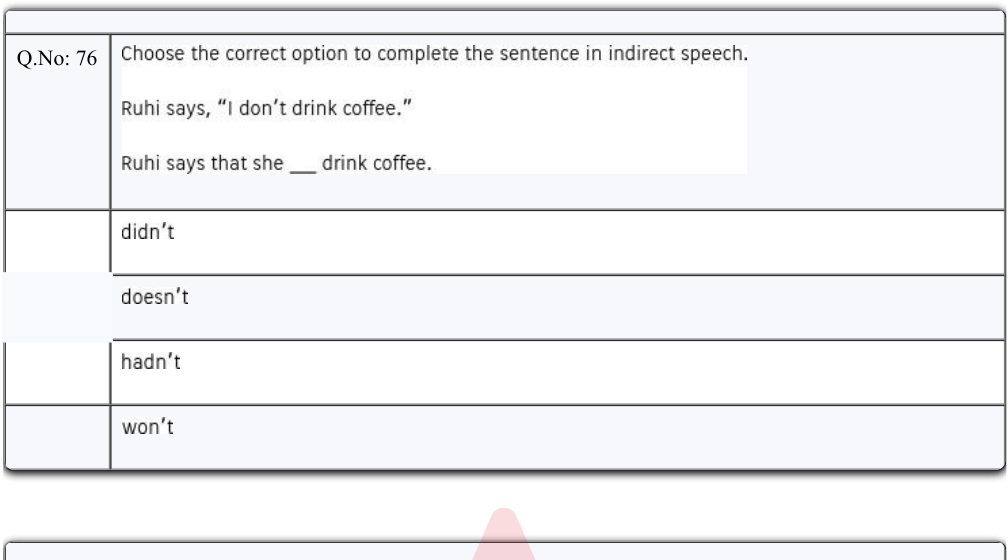 Q.No: 76
Choose the correct option to complete the sentence in indirect speech.
Ruhi says, “I don’t drink coffee.”
Ruhi says that she ___ drink coffee.
didn’t
doesn’t
hadn’t
won’t